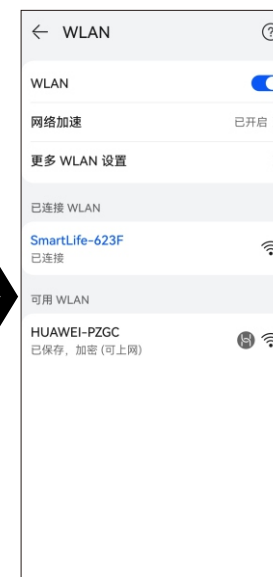 WLAN
WLAN
网络加速 已开启
更多 WLAN 设置
已连接 WLAN
SmartLife-623F
已连接
可用 WLAN
HUAWEI-PZGC
已保存，加密 (可上网)